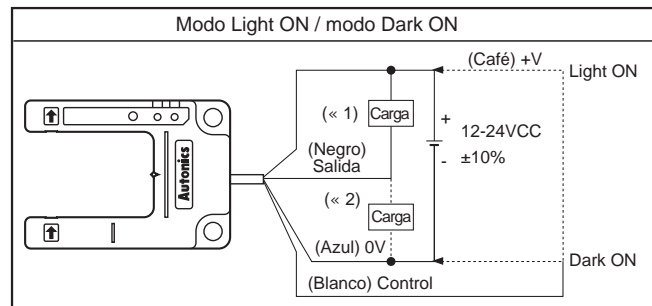 Modo Light ON / modo Dark ON
(Café) +V
Light ON
(« 1)
Carga
+
12-24VCC
(Negro)
Salida
-
±10%
(« 2)
Carga
Autonics
(Azul) 0V
Dark ON
(Blanco) Control